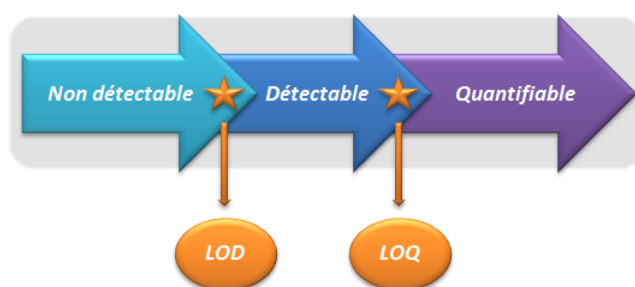 Non détectable
Détectable
Quantifiable
LOD
LOQ